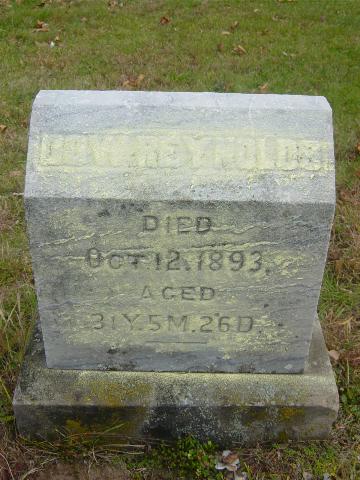 REYNOLDS
DIED
OCT. 12, 1893,
AGED
31Y. 5M. 26D.